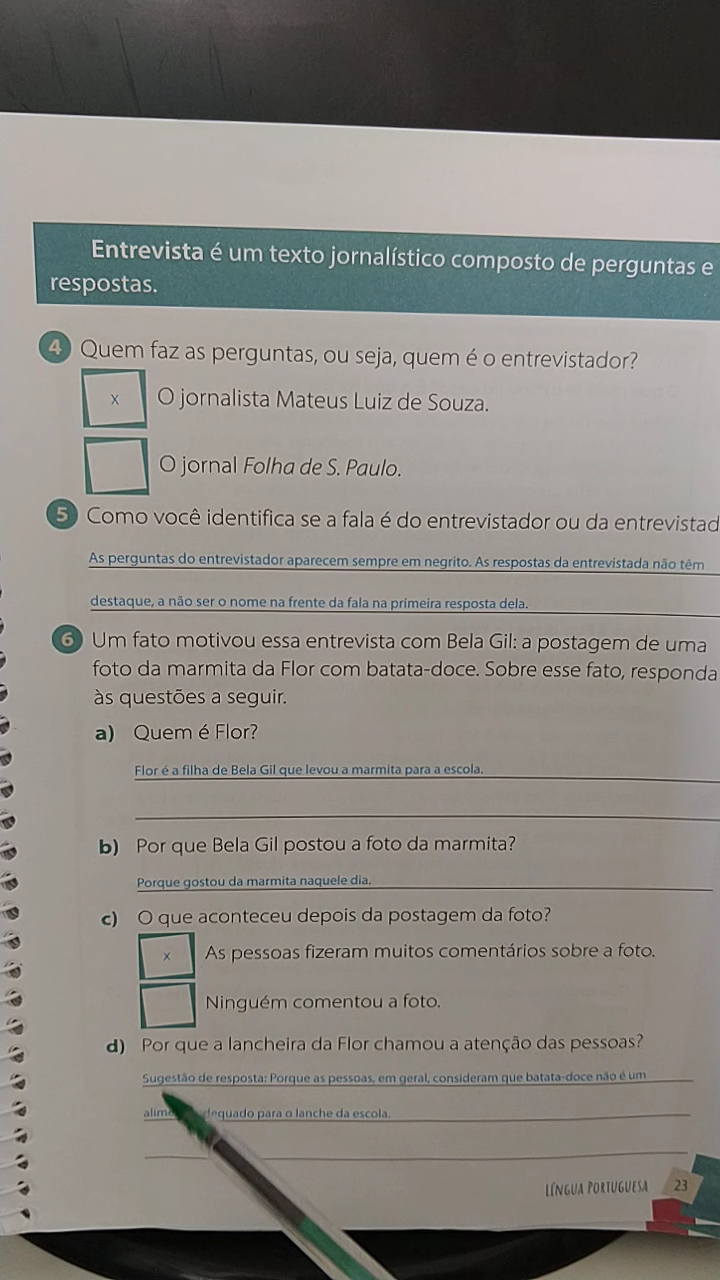 Entrevista é um texto jornalístico composto de perguntas e
respostas.
4 Quem faz as perguntas, ou seja, quem é o entrevistador?
x O jornalista Mateus Luiz de Souza.
O jornal Folha de S. Paulo.
5 Como você identifica se a fala é do entrevistador ou da entrevistad
As perguntas do entrevistador aparecem sempre em negrito. As respostas da entrevistada não têm
destaque, a não ser o nome na frente da fala na primeira resposta dela.
6 Um fato motivou essa entrevista com Bela Gil: a postagem de uma
foto da marmita da Flor com batata-doce. Sobre esse fato, responda
às questões a seguir.
a) Quem é Flor?
Flor é a filha de Bela Gil que levou a marmita para a escola.
b) Por que Bela Gil postou a foto da marmita?
Porque gostou da marmita naquele dia.
c) O que aconteceu depois da postagem da foto?
x As pessoas fizeram muitos comentários sobre a foto.
Ninguém comentou a foto.
d) Por que a lancheira da Flor chamou a atenção das pessoas?
Sugestão de resposta: Porque as pessoas, em geral, consideram que batata-doce não é um
para o lanche da escola.
LÍNGUA PORTUGUESA 23